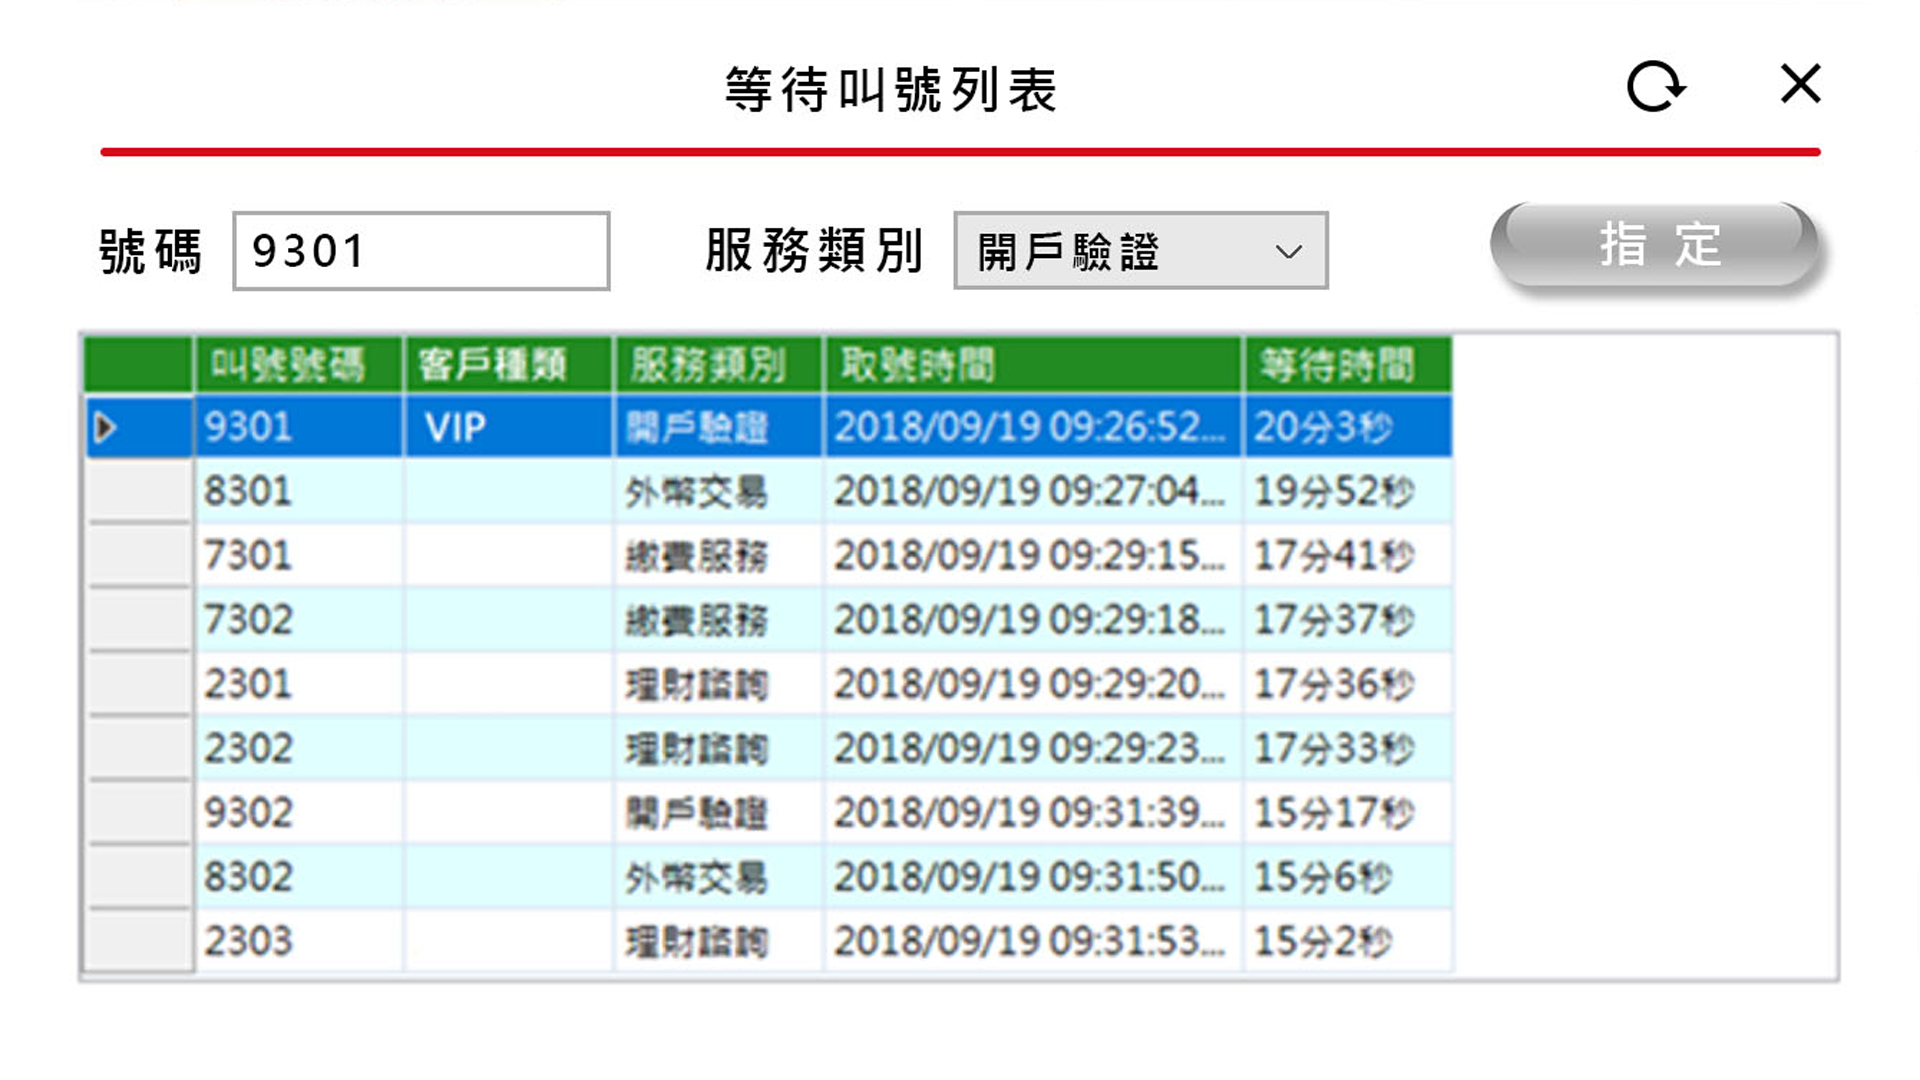 等待叫號列表
號碼 9301 服務類別 開戶驗證 指定
叫號號碼 客戶種類 服務類別 取號時間 等待時間
9301 VIP 開戶驗證 2018/09/19 09:26:52... 20分3秒
8301 外幣交易 2018/09/19 09:27:04... 19分52秒
7301 繳費服務 2018/09/19 09:29:15... 17分41秒
7302 繳費服務 2018/09/19 09:29:18... 17分37秒
2301 理財諮詢 2018/09/19 09:29:20... 17分36秒
2302 理財諮詢 2018/09/19 09:29:23... 17分33秒
9302 開戶驗證 2018/09/19 09:31:39... 15分17秒
8302 外幣交易 2018/09/19 09:31:50... 15分6秒
2303 理財諮詢 2018/09/19 09:31:53... 15分2秒